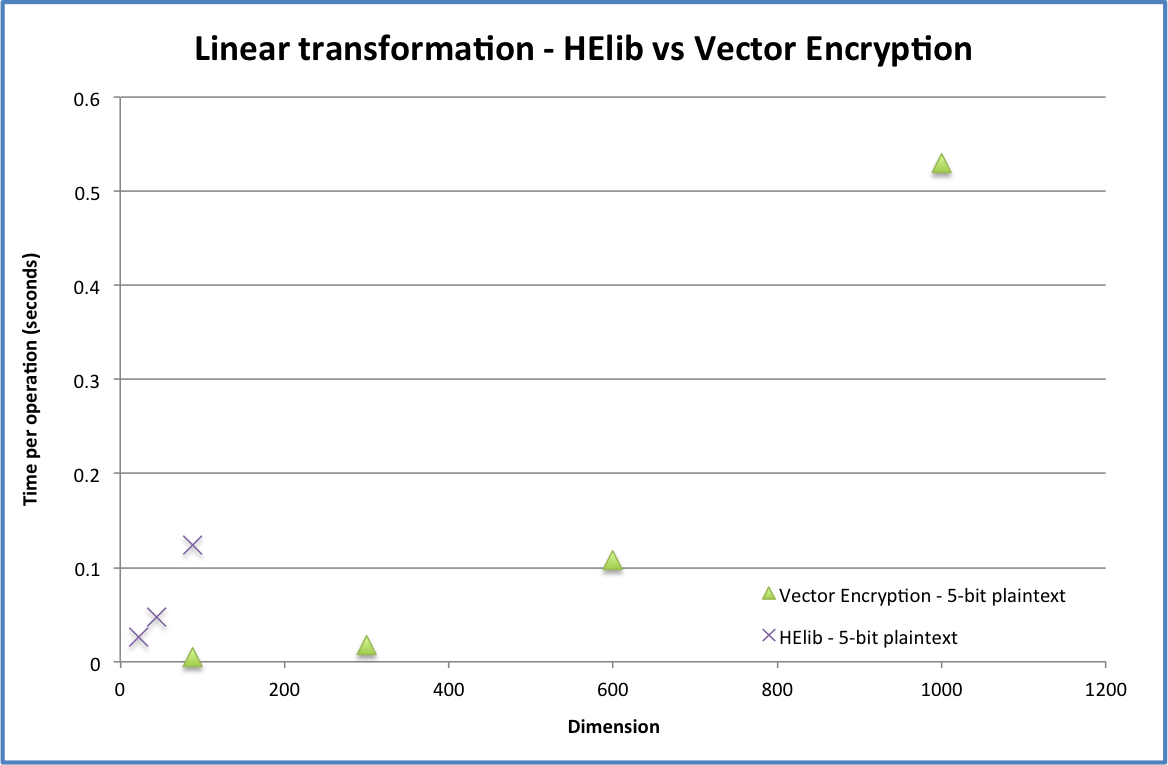 Linear transformation - HElib vs Vector Encryption
0.6
0.5
0.4
0.3
0.2
0.1
0
Time per operation (seconds)
Vector Encryption - 5-bit plaintext
HElib - 5-bit plaintext
0 200 400 600 800 1000 1200
Dimension